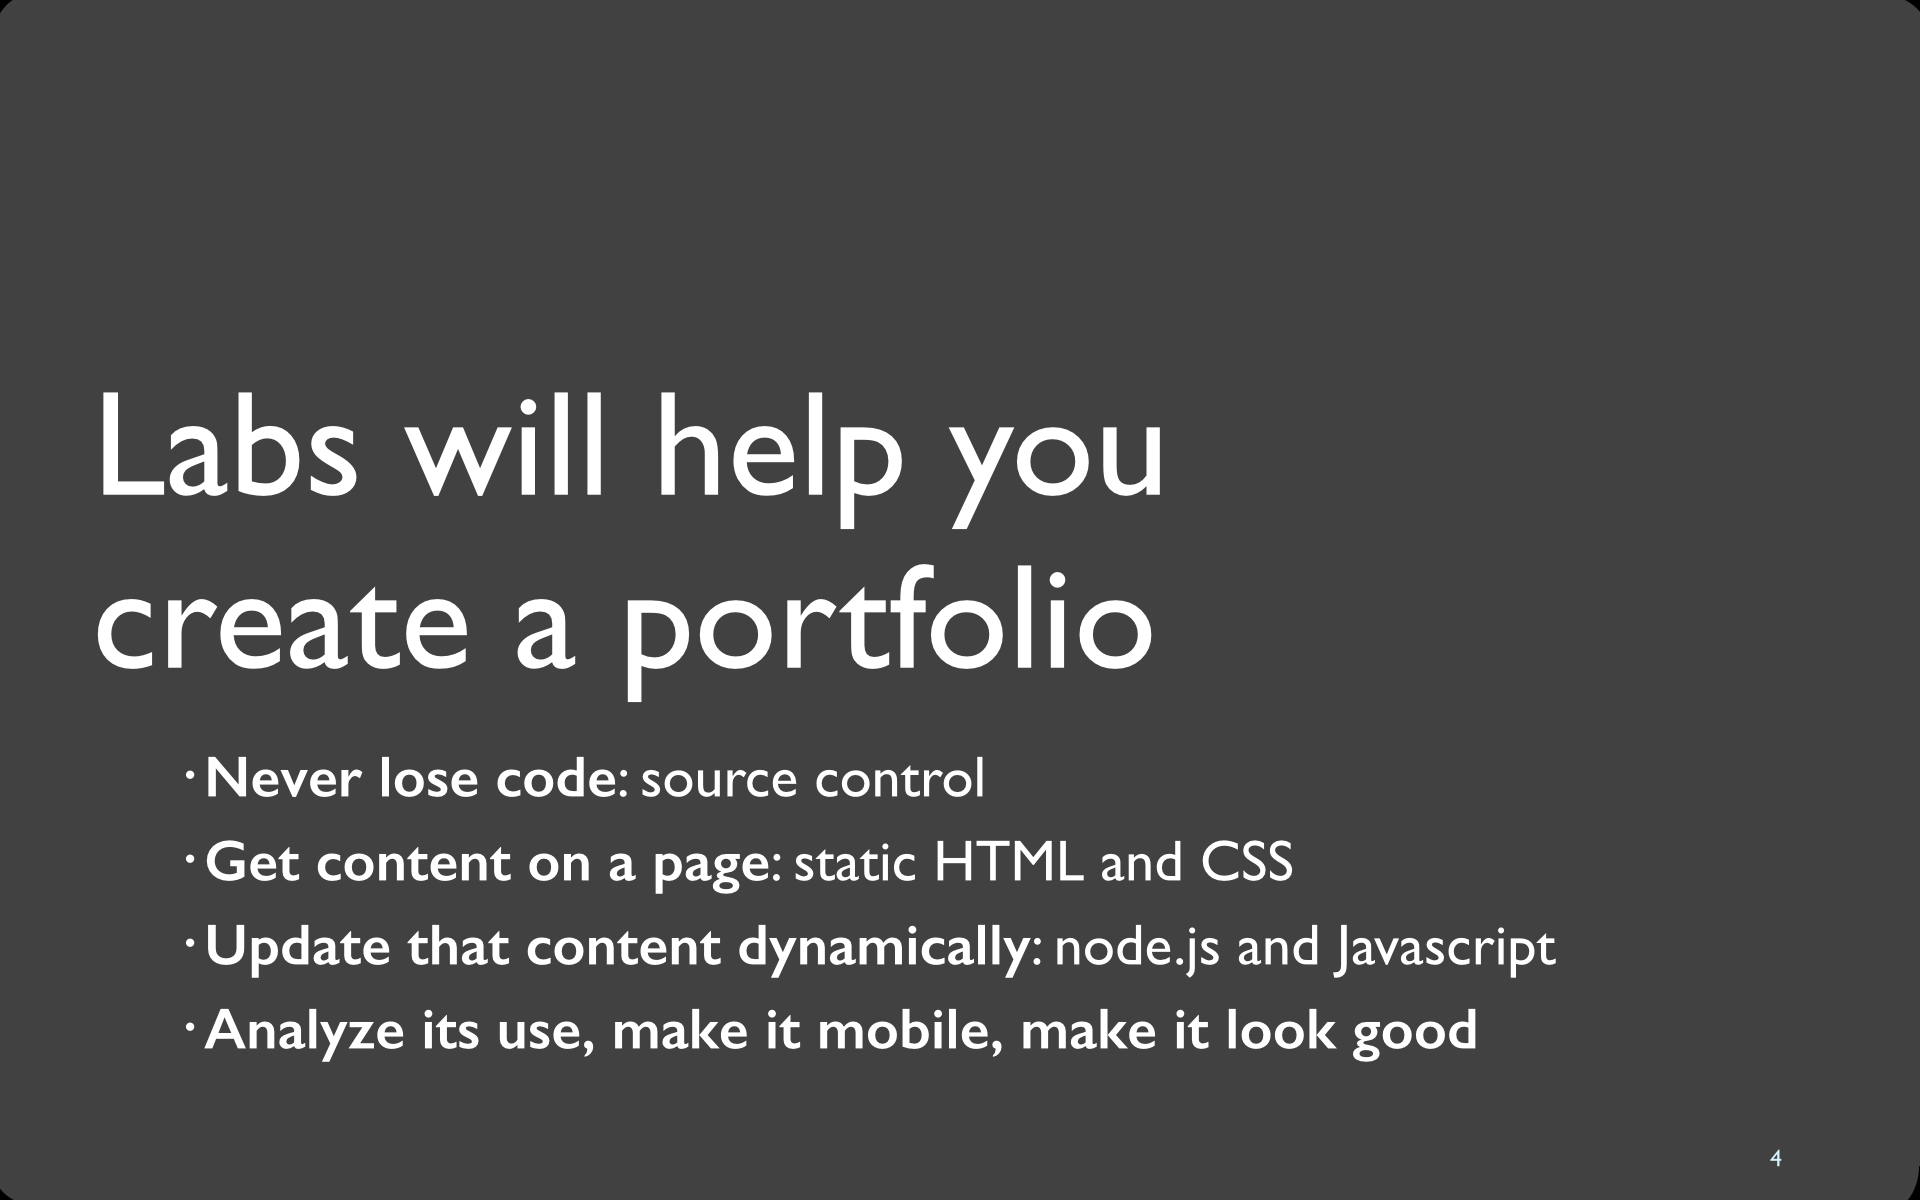 Labs will help you
create a portfolio
• Never lose code: source control
• Get content on a page: static HTML and CSS
• Update that content dynamically: node.js and Javascript
• Analyze its use, make it mobile, make it look good
4